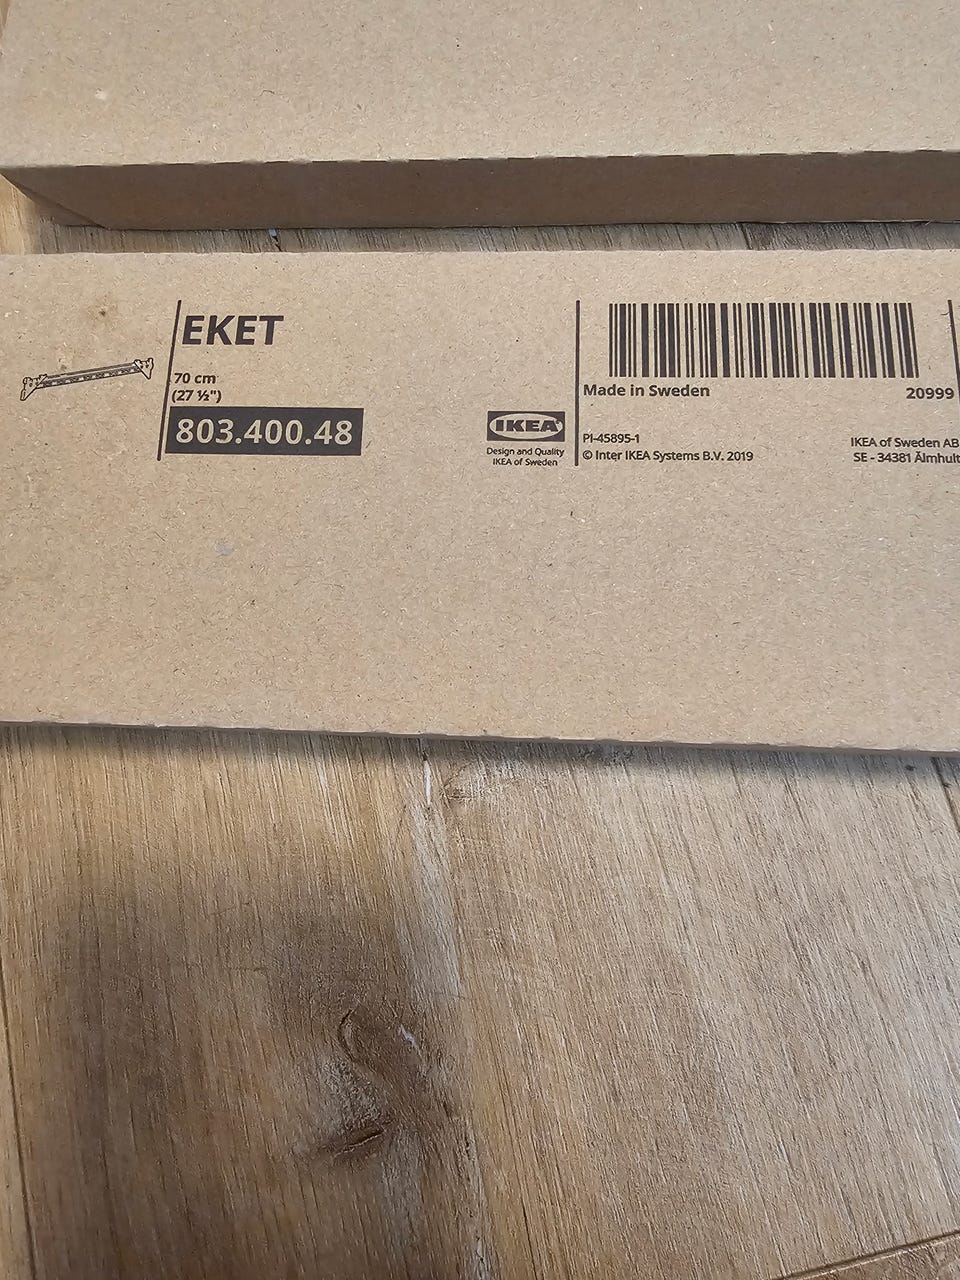 EKET
70 cm
(27 ½")
803.400.48
IKEA
Design and Quality
IKEA of Sweden
Made in Sweden
20999
PI-45895-1
© Inter IKEA Systems B.V. 2019
IKEA of Sweden AB
SE - 34381 Älmhult